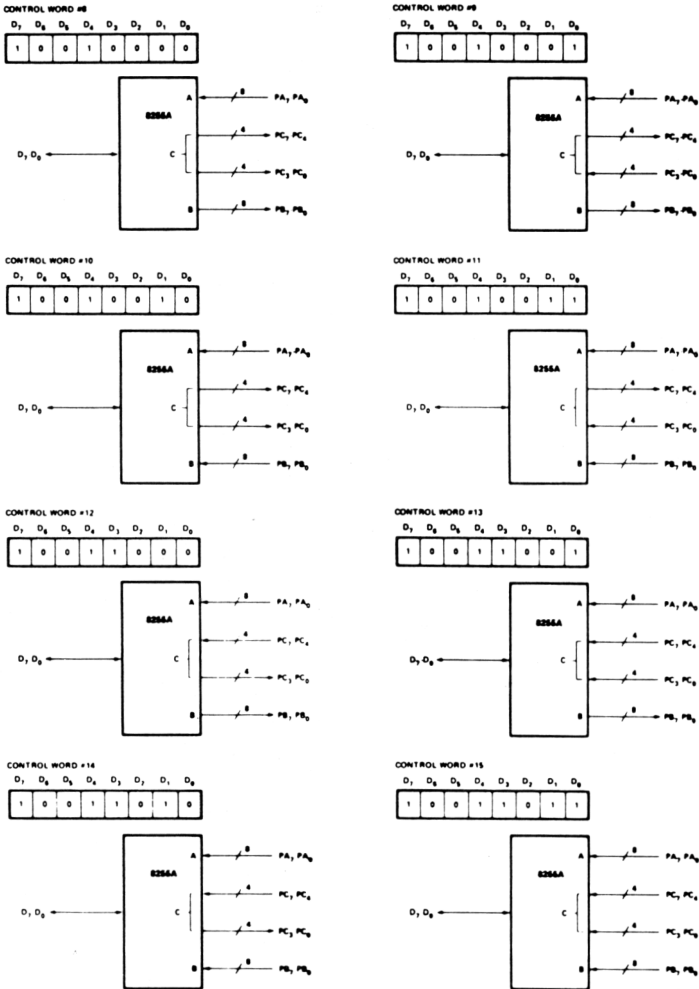 CONTROL WORD #8
D7 D6 D5 D4 D3 D2 D1 D0
1 0 0 1 0 0 0 0
A 8 PA7 PA0
8255A
4 PC7 PC4
D7 D0 C
4 PC3 PC0
B 8 PB7 PB0
CONTROL WORD #9
D7 D6 D5 D4 D3 D2 D1 D0
1 0 0 1 0 0 0 1
A 8 PA7-PA0
8255A
4 PC7-PC4
D7 D0 C
4 PC3-PC0
B 8 PB7-PB0
CONTROL WORD #10
D7 D6 D5 D4 D3 D2 D1 D0
1 0 0 1 0 0 1 0
A 8 PA7-PA0
8255A
4 PC7 PC4
D7 D0 C
4 PC3 PC0
B 8 PB7 PB0
CONTROL WORD #11
D7 D6 D5 D4 D3 D2 D1 D0
1 0 0 1 0 0 1 1
A 8 PA7 PA0
8255A
4 PC7 PC4
D7 D0 C
4 PC3 PC0
B 8 PB7 PB0
CONTROL WORD #12
D7 D6 D5 D4 D3 D2 D1 D0
1 0 0 1 1 0 0 0
A 8 PA7 PA0
8255A
4 PC7 PC4
D7 D0 C
4 PC3 PC0
B 8 PB7 PB0
CONTROL WORD #13
D7 D6 D5 D4 D3 D2 D1 D0
1 0 0 1 1 0 0 1
A 8 PA7 PA0
8255A
4 PC7 PC4
D7-D0 C
4 PC3 PC0
B 8 PB7 PB0
CONTROL WORD #14
D7 D6 D5 D4 D3 D2 D1 D0
1 0 0 1 1 0 1 0
A 8 PA7 PA0
8255A
4 PC7 PC4
D7 D0 C
4 PC3 PC0
B 8 PB7 PB0
CONTROL WORD #15
D7 D6 D5 D4 D3 D2 D1 D0
1 0 0 1 1 0 1 1
A 8 PA7 PA0
8255A
4 PC7 PC4
D7 D0 C
4 PC3 PC0
B 8 PB7 PB0